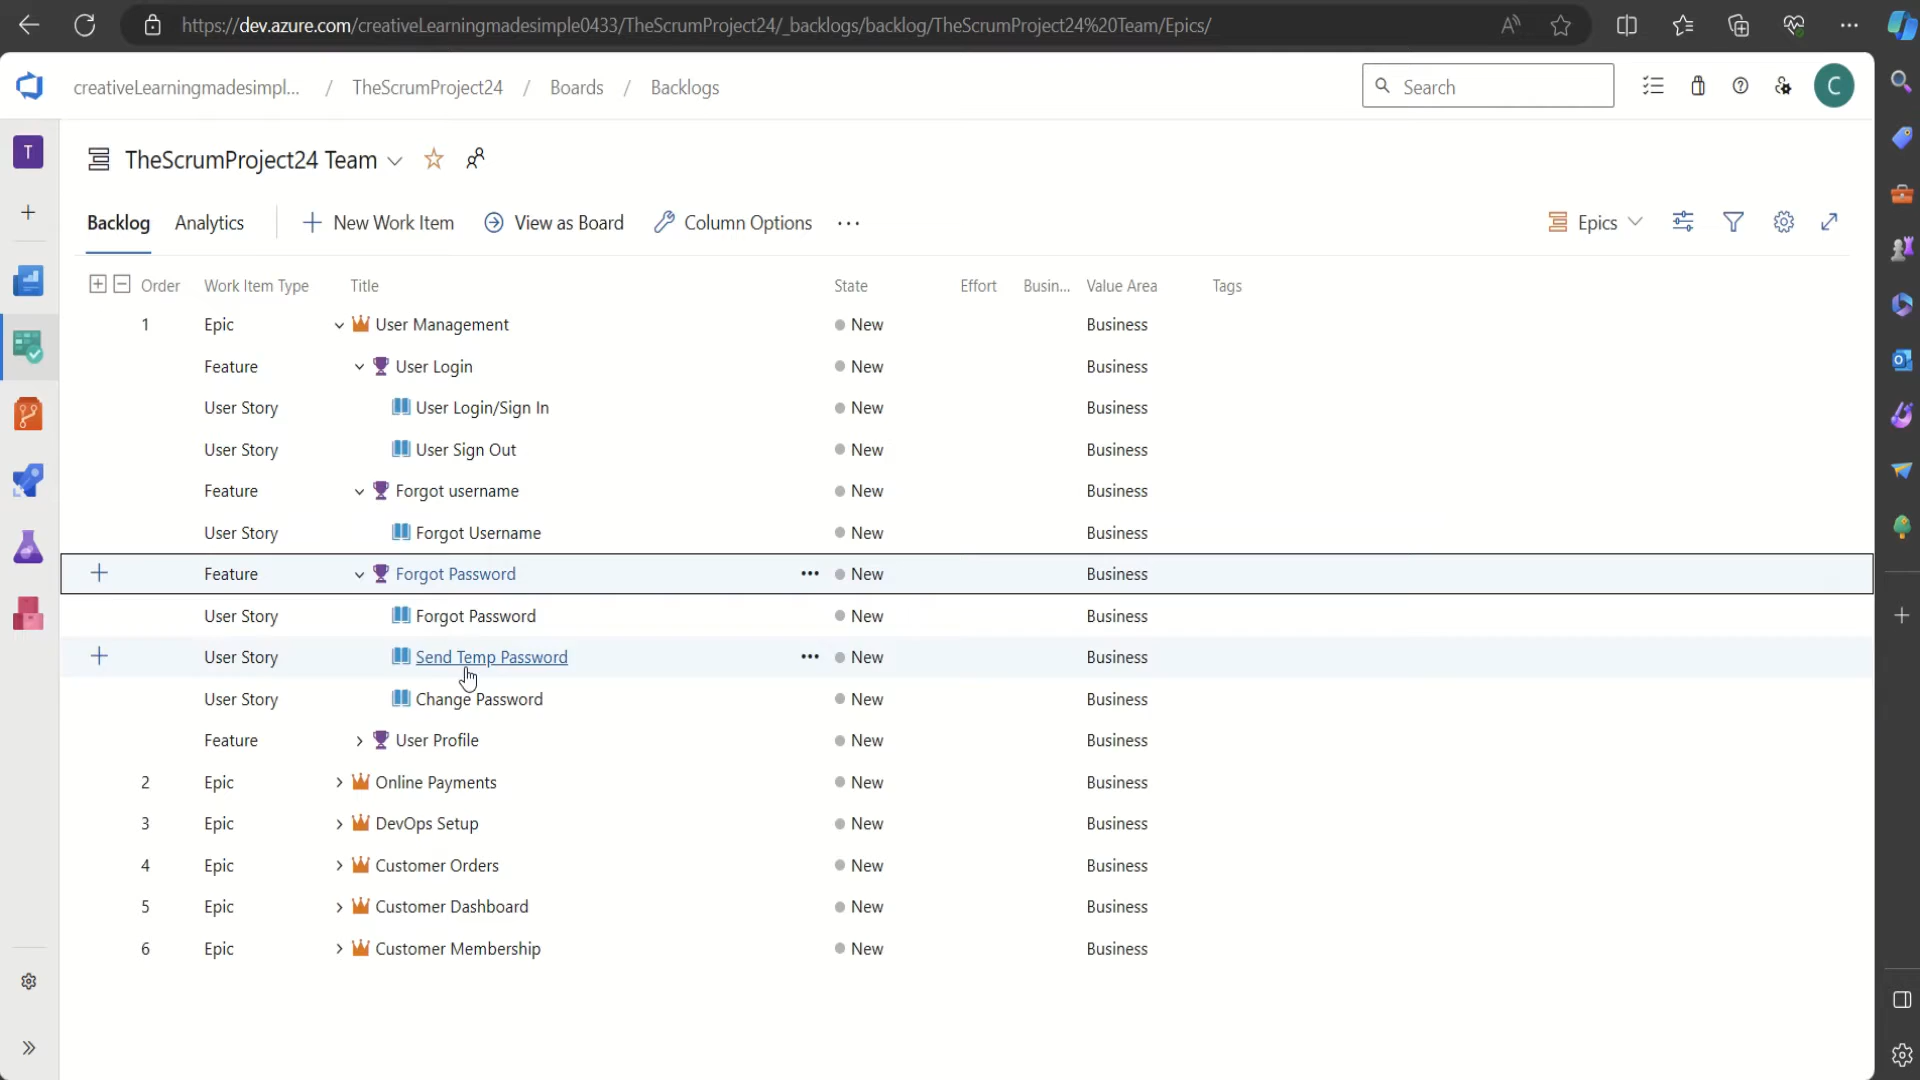 https://dev.azure.com/creativeLearningmadesimple0433/TheScrumProject24/_backlogs/backlog/TheScrumProject24%20Team/Epics/
creativeLearningmadesimpl... / TheScrumProject24 / Boards / Backlogs
Search
C
T
TheScrumProject24 Team
Backlog Analytics New Work Item View as Board Column Options Epics
Order Work Item Type Title State Effort Busin... Value Area Tags
1 Epic User Management New Business
Feature User Login New Business
User Story User Login/Sign In New Business
User Story User Sign Out New Business
Feature Forgot username New Business
User Story Forgot Username New Business
Feature Forgot Password New Business
User Story Forgot Password New Business
User Story Send Temp Password New Business
User Story Change Password New Business
Feature User Profile New Business
2 Epic Online Payments New Business
3 Epic DevOps Setup New Business
4 Epic Customer Orders New Business
5 Epic Customer Dashboard New Business
6 Epic Customer Membership New Business